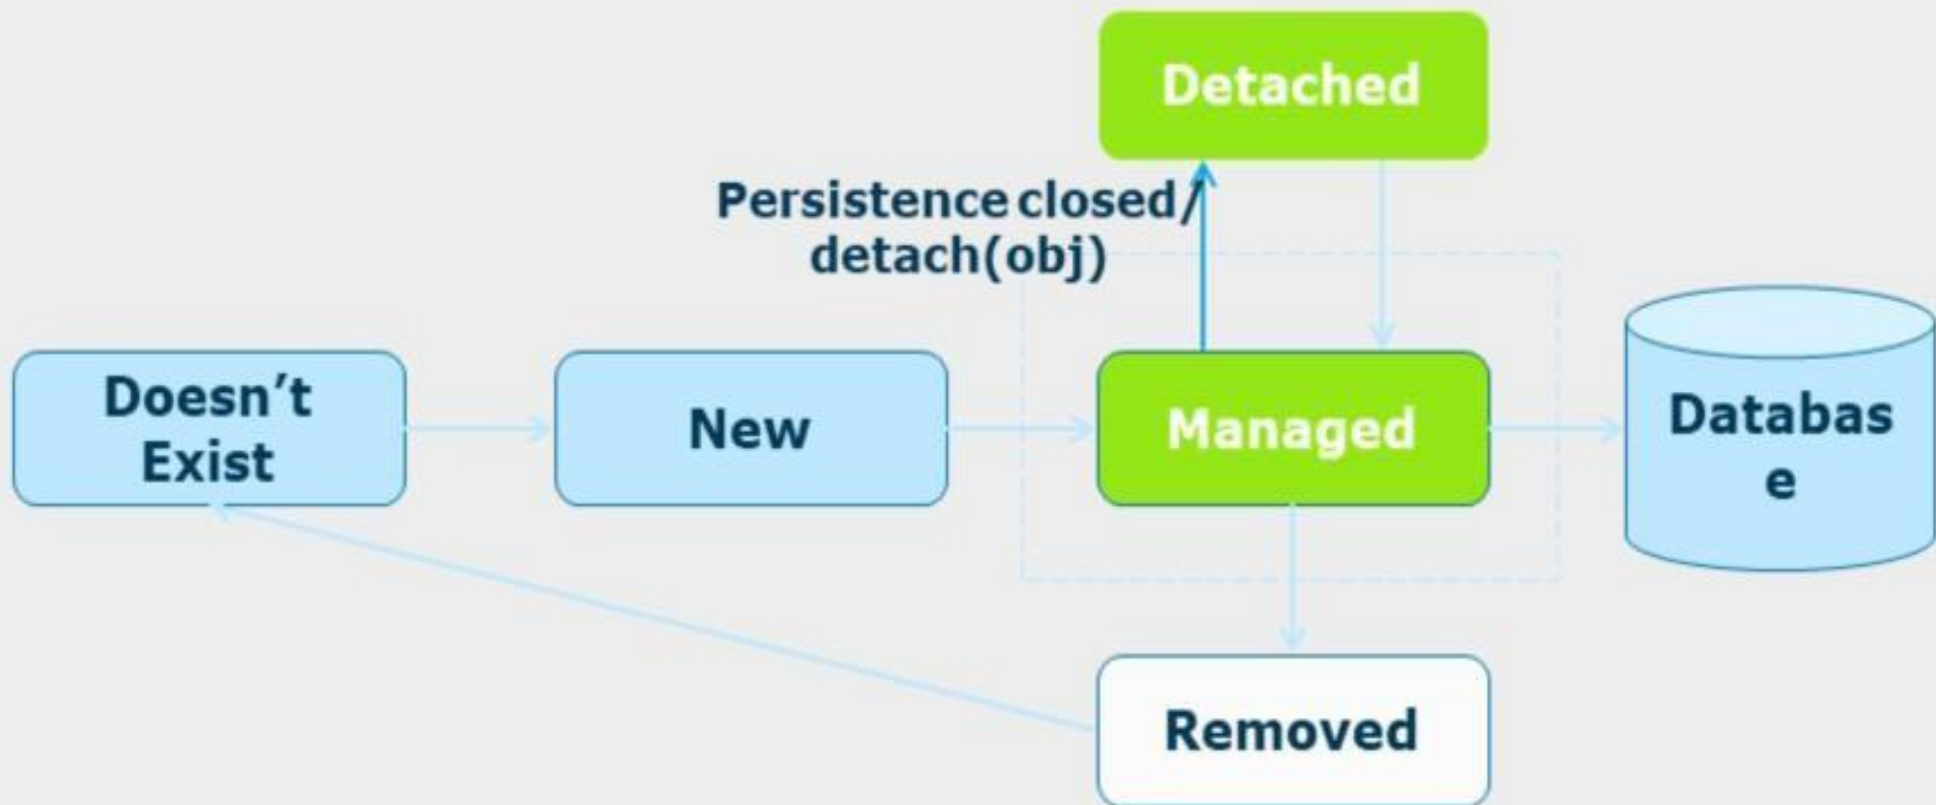 Detached
Persistence closed/
detach(obj)
Doesn’t
Exist
New
Managed
Databas
e
Removed